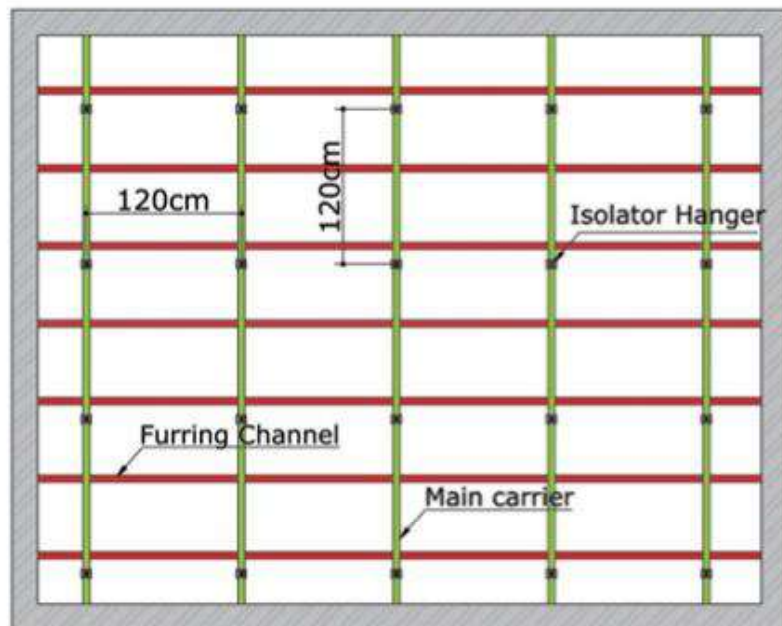 120cm
120cm
Isolator Hanger
Furring Channel
Main carrier